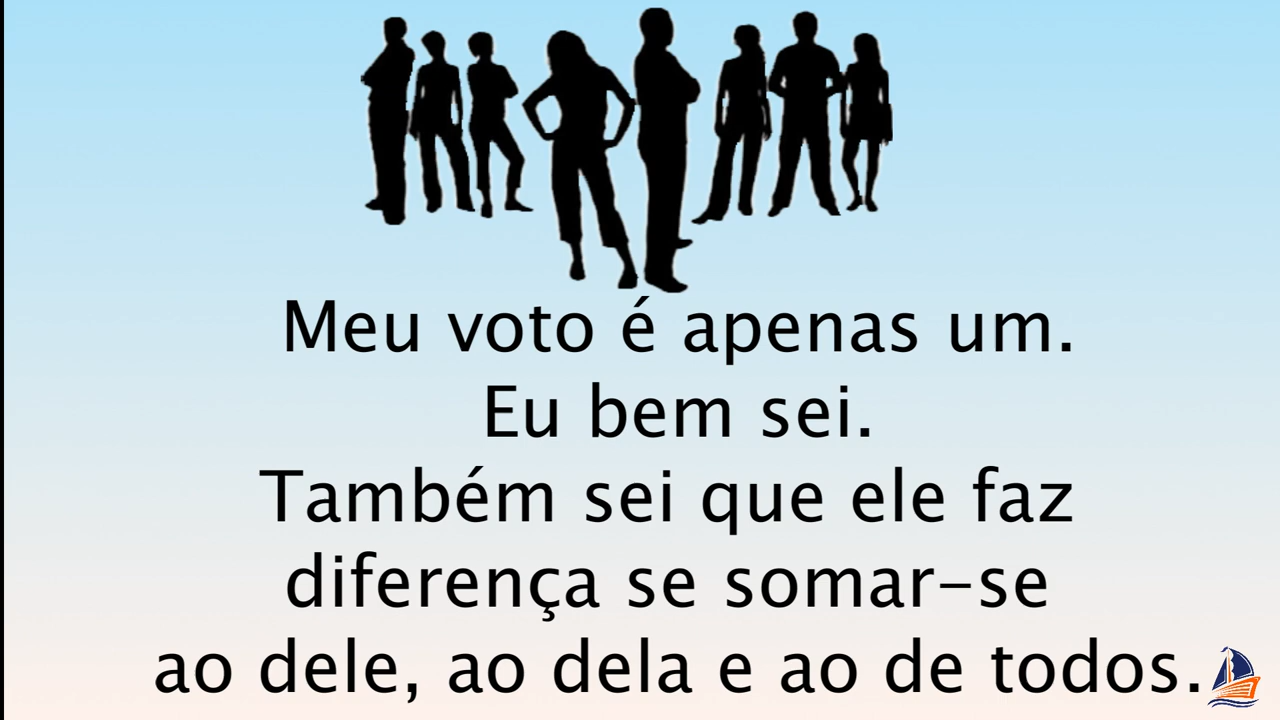 Meu voto é apenas um.
Eu bem sei.
Também sei que ele faz
diferença se somar-se
ao dele, ao dela e ao de todos.